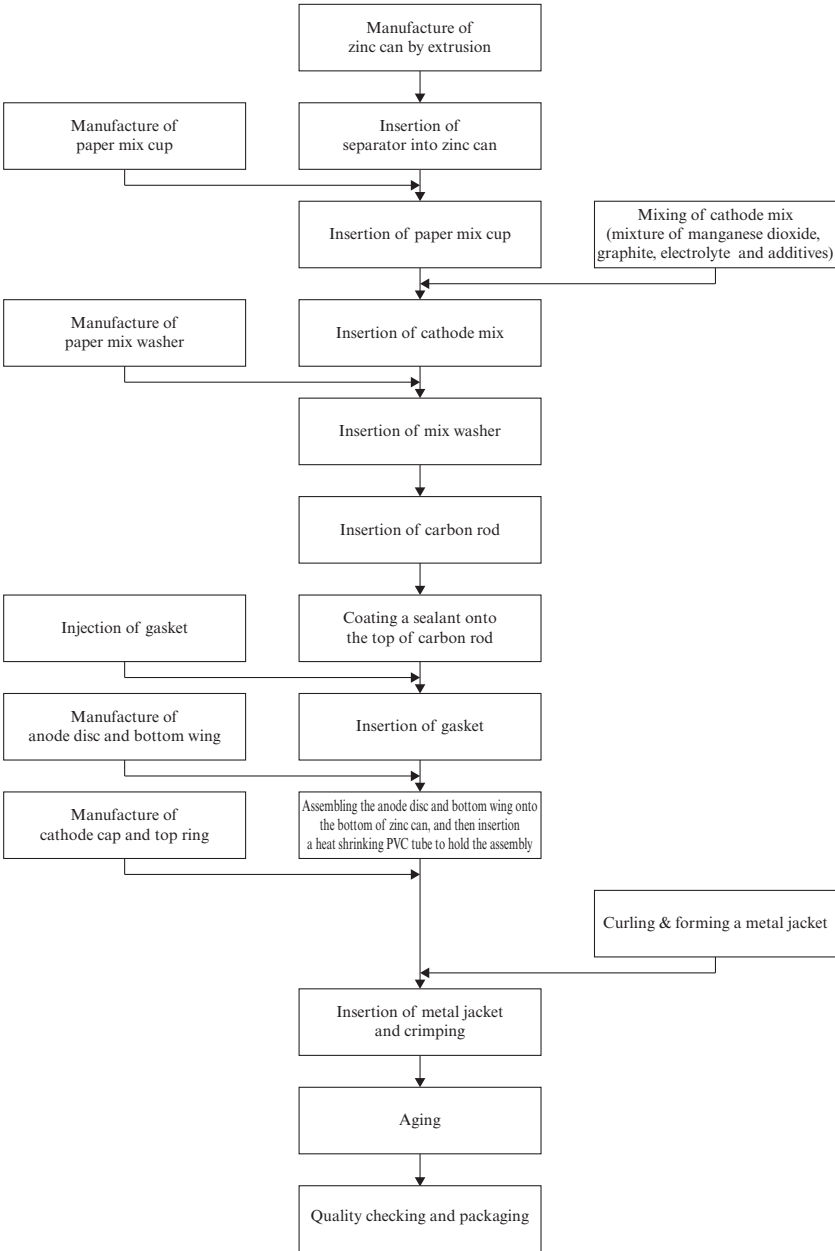 Manufacture of
zinc can by extrusion
Manufacture of
paper mix cup
Insertion of
separator into zinc can
Insertion of paper mix cup
Mixing of cathode mix
(mixture of manganese dioxide,
graphite, electrolyte and additives)
Manufacture of
paper mix washer
Insertion of cathode mix
Insertion of mix washer
Insertion of carbon rod
Injection of gasket
Coating a sealant onto
the top of carbon rod
Manufacture of
anode disc and bottom wing
Insertion of gasket
Manufacture of
cathode cap and top ring
Assembling the anode disc and bottom wing onto
the bottom of zinc can, and then insertion
a heat shrinking PVC tube to hold the assembly
Curling & forming a metal jacket
Insertion of metal jacket
and crimping
Aging
Quality checking and packaging